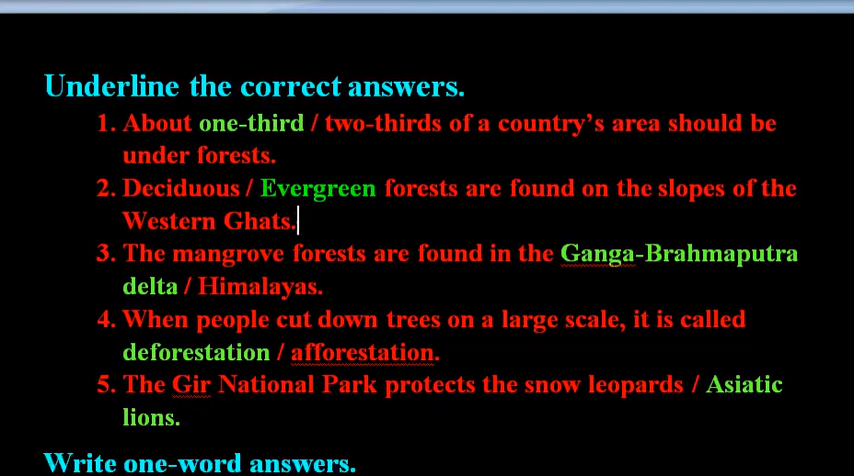 Underline the correct answers.
1. About one-third / two-thirds of a country’s area should be
under forests.
2. Deciduous / Evergreen forests are found on the slopes of the
Western Ghats.
3. The mangrove forests are found in the Ganga-Brahmaputra
delta / Himalayas.
4. When people cut down trees on a large scale, it is called
deforestation / afforestation.
5. The Gir National Park protects the snow leopards / Asiatic
lions.
Write one-word answers.